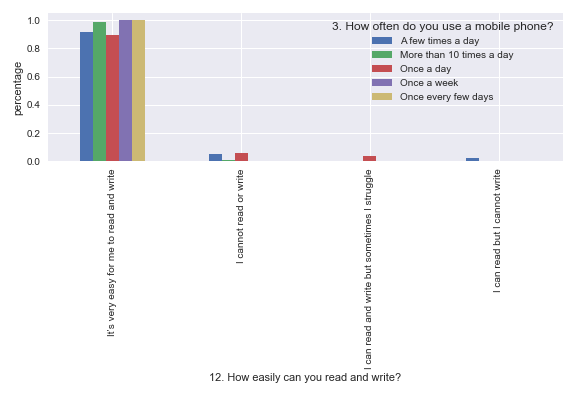 3. How often do you use a mobile phone?
A few times a day
More than 10 times a day
Once a day
Once a week
Once every few days
percentage
1.0
0.8
0.6
0.4
0.2
0.0
It's very easy for me to read and write
I cannot read or write
I can read and write but sometimes I struggle
I can read but I cannot write
12. How easily can you read and write?